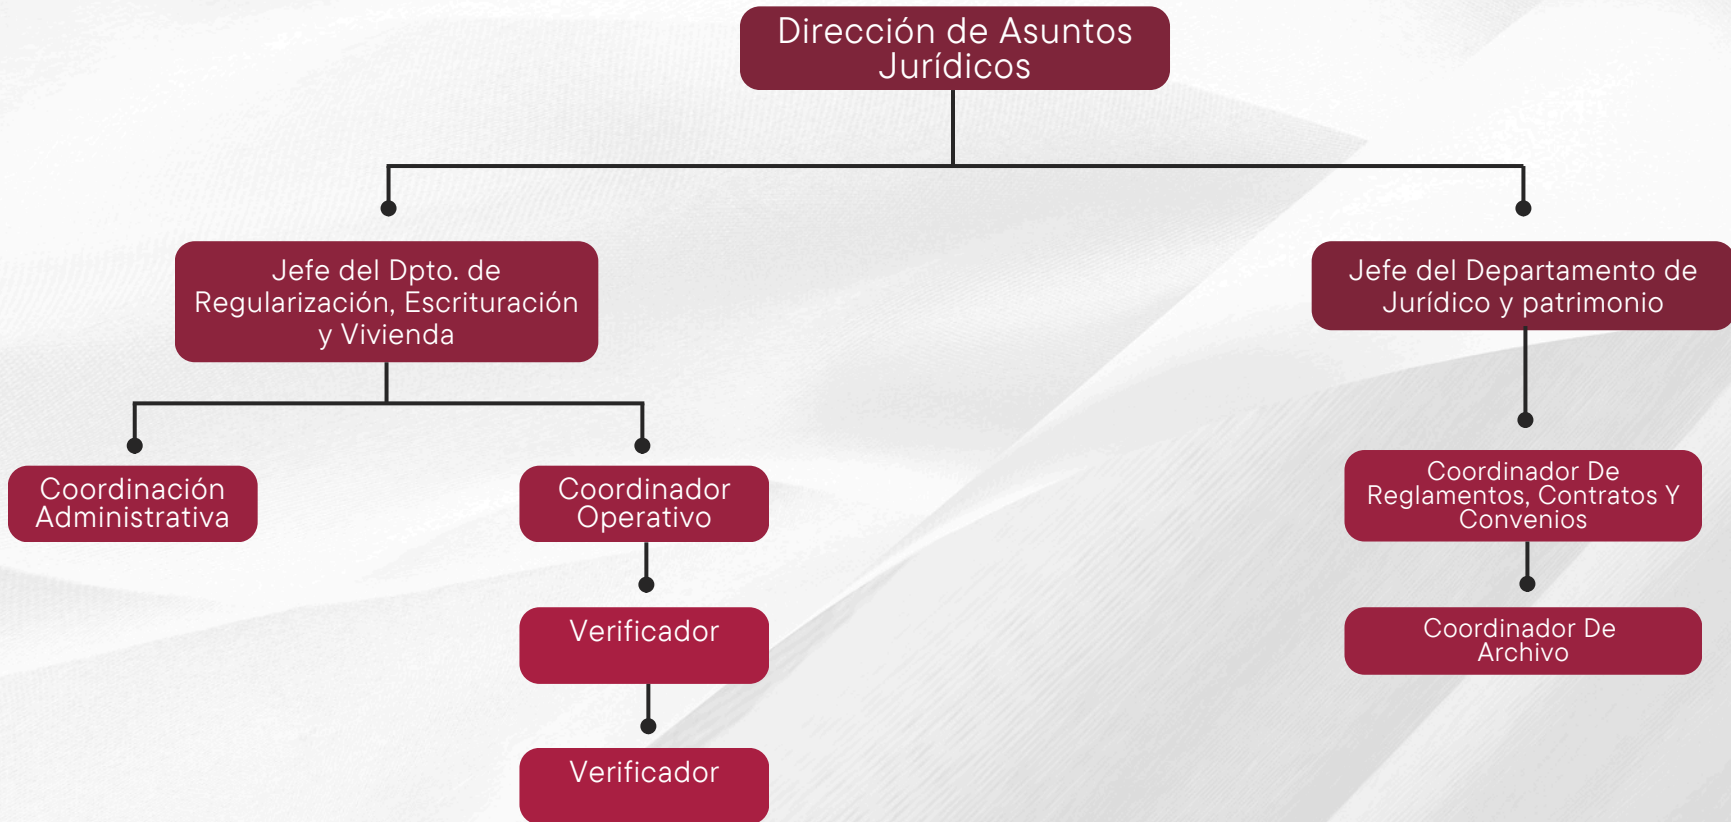 Dirección de Asuntos
Jurídicos
Jefe del Dpto. de
Regularización, Escrituración
y Vivienda
Jefe del Departamento de
Jurídico y patrimonio
Coordinación
Administrativa
Coordinador
Operativo
Coordinador De
Reglamentos, Contratos Y
Convenios
Verificador
Coordinador De
Archivo
Verificador